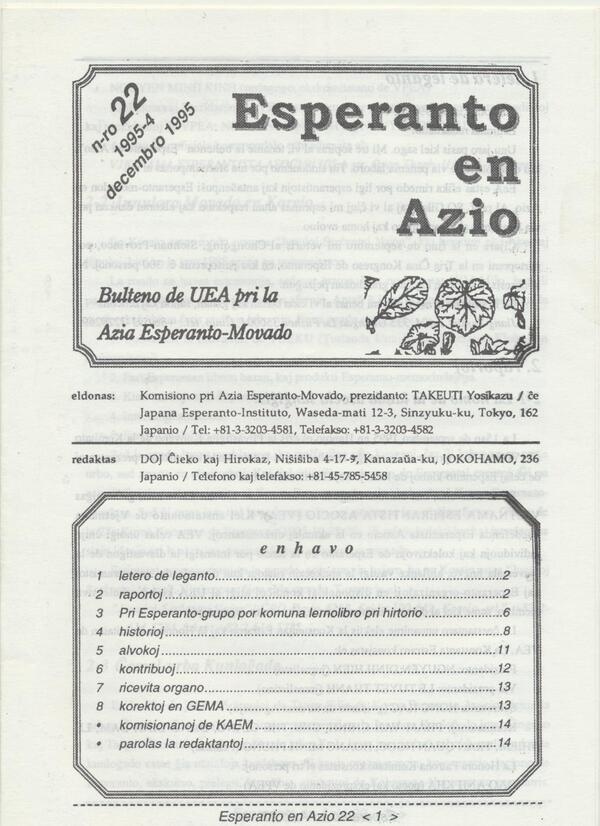 n-ro 22
1995-4
decembro 1995
Esperanto
en
Azio
Bulteno de UEA pri la
Azia Esperanto-Movado
eldonas: Komisiono pri Azia Esperanto-Movado, prezidanto: TAKEUTI Yosikazu / ĉe
Japana Esperanto-Instituto, Waseda-mati 12-3, Sinzyuku-ku, Tokyo, 162
Japanio / Tel: +81-3-3203-4581, Telefakso: +81-3-3203-4582
redaktas DOJ Ĉieko kaj Hirokaz, Niŝiŝiba 4-17-9, Kanazaŭa-ku, JOKOHAMO, 236
Japanio / Telefono kaj telefakso: +81-45-785-5458
enhavo
1 letero de leganto 2
2 raportoj 2
3 Pri Esperanto-grupo por komuna lernolibro pri hirtorio 6
4 historioj 8
5 alvokoj 11
6 kontribuoj 12
7 ricevita organo 13
8 korektoj en GEMA 13
• komisionanoj de KAEM 14
• parolas la redaktantoj 14
Esperanto en Azio 22 < 1 >